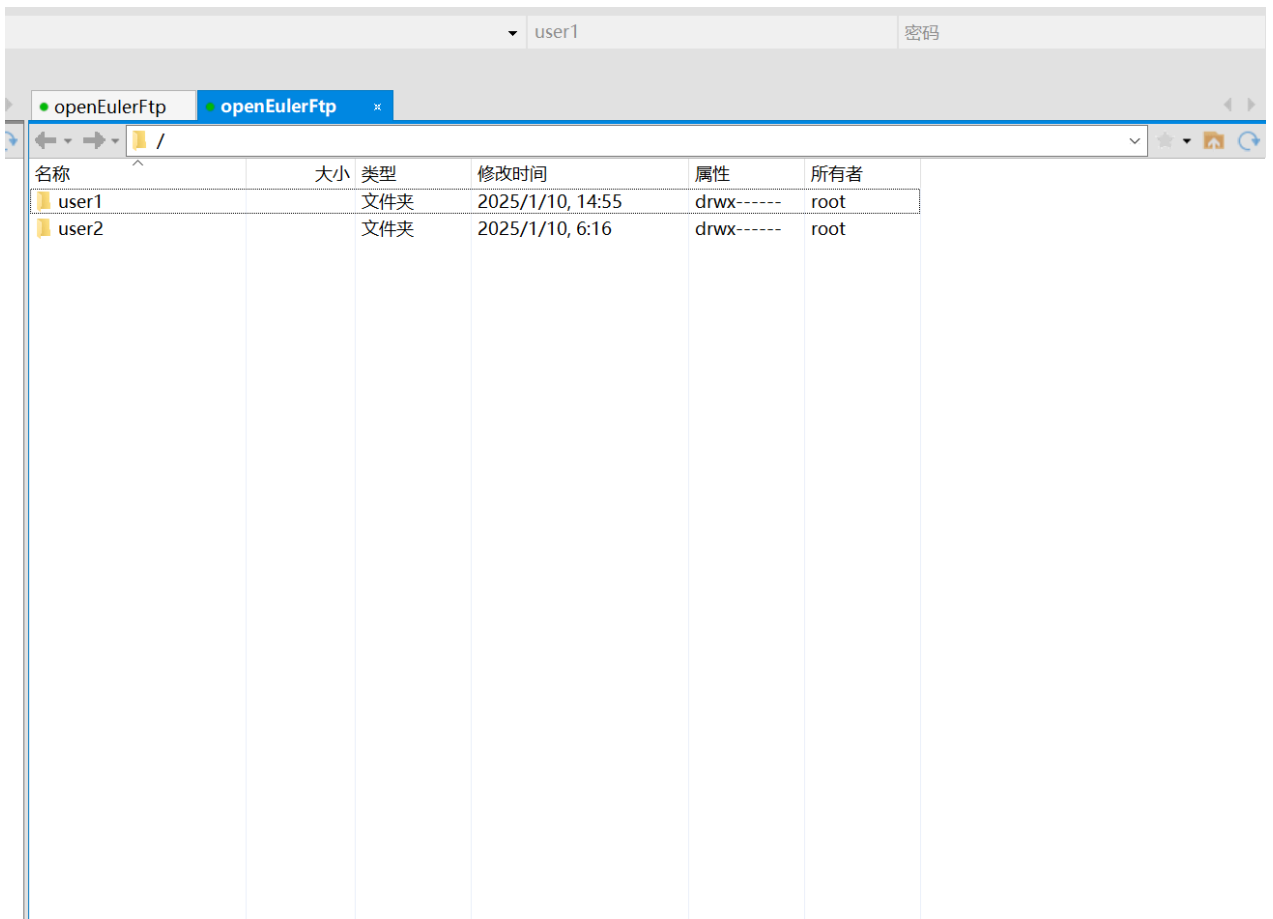 user1 密码
openEulerFtp openEulerFtp x
/
名称 大小 类型 修改时间 属性 所有者
user1 文件夹 2025/1/10, 14:55 drwx------ root
user2 文件夹 2025/1/10, 6:16 drwx------ root